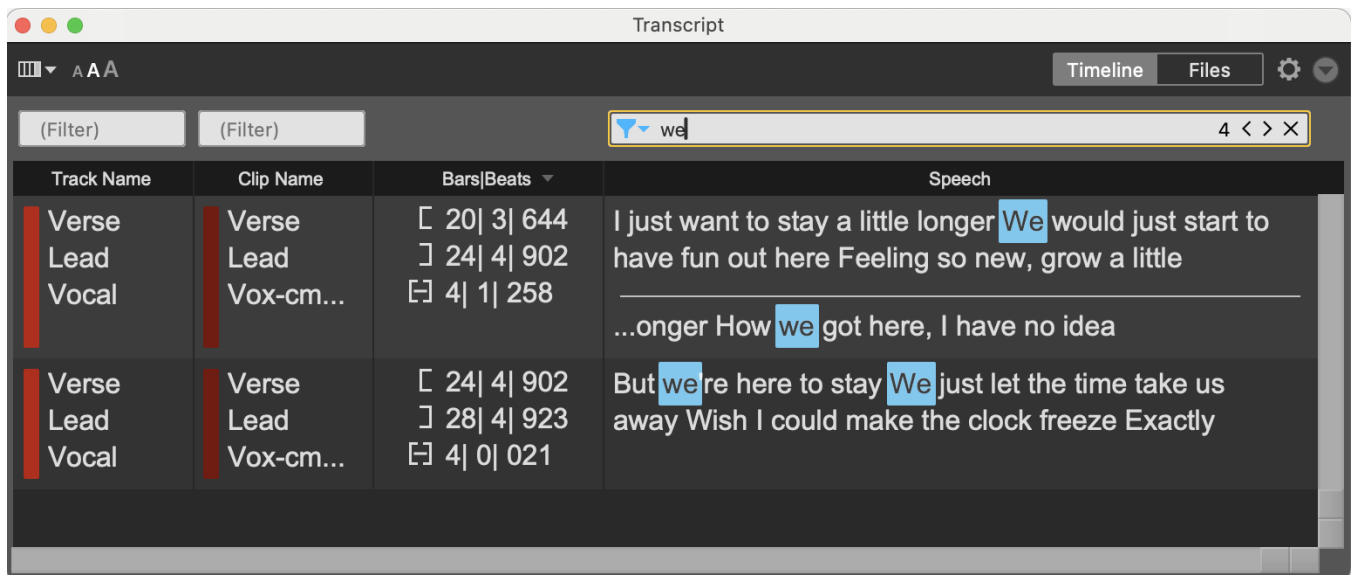 Transcript
A A A
Timeline Files
(Filter) (Filter) we 4 < >
Track Name Clip Name Bars|Beats Speech
Verse Verse [ 20| 3| 644 I just want to stay a little longer We would just start to
Lead Lead ] 24| 4| 902 have fun out here Feeling so new, grow a little
Vocal Vox-cm... [-] 4| 1| 258
...onger How we got here, I have no idea
Verse Verse [ 24| 4| 902 But we're here to stay We just let the time take us
Lead Lead ] 28| 4| 923 away Wish I could make the clock freeze Exactly
Vocal Vox-cm... [-] 4| 0| 021